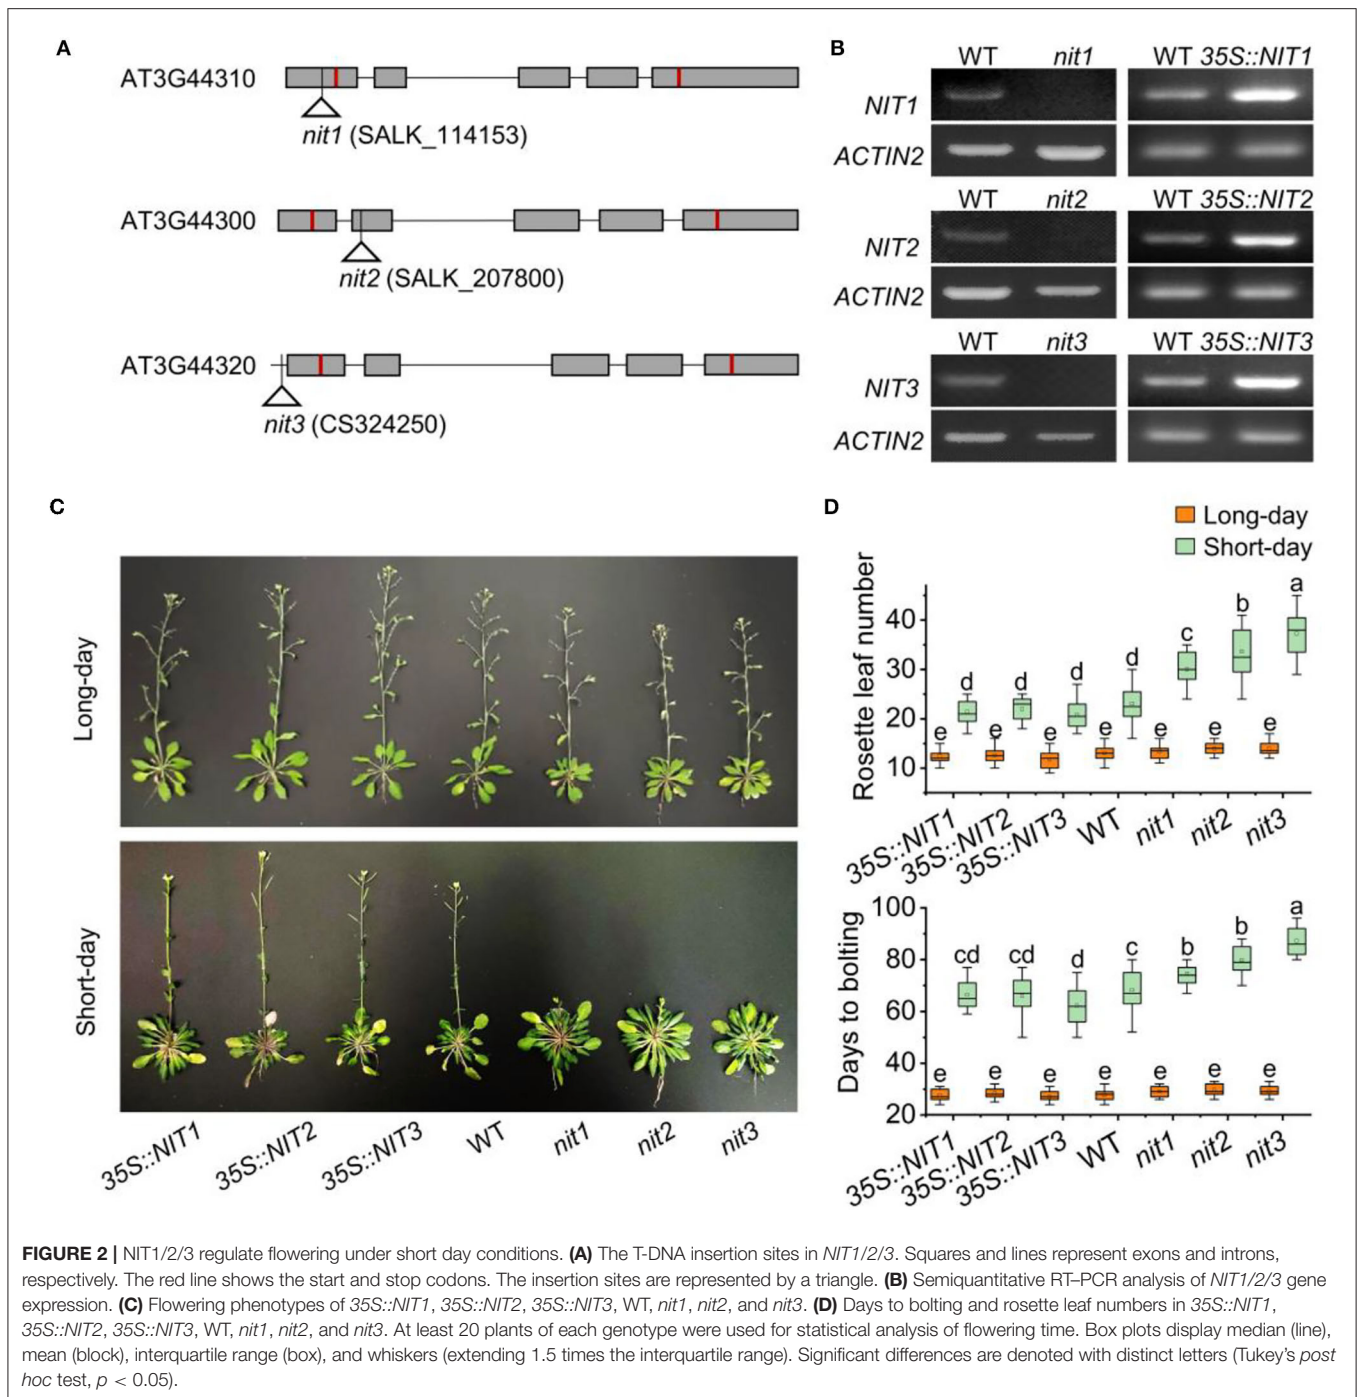 A
AT3G44310
nit1 (SALK_114153)
AT3G44300
nit2 (SALK_207800)
AT3G44320
nit3 (CS324250)
B
WT nit1 WT 35S::NIT1
NIT1
ACTIN2
WT nit2 WT 35S::NIT2
NIT2
ACTIN2
WT nit3 WT 35S::NIT3
NIT3
ACTIN2
C
Long-day
Short-day
35S::NIT1 35S::NIT2 35S::NIT3 WT nit1 nit2 nit3
D
Long-day
Short-day
Rosette leaf number
40
30
20
10
d d d d c b a
e e e e e e e
35S::NIT1 35S::NIT2 35S::NIT3 WT nit1 nit2 nit3
Days to bolting
100
80
60
40
20
cd cd d c b b a
e e e e e e e
35S::NIT1 35S::NIT2 35S::NIT3 WT nit1 nit2 nit3
FIGURE 2 | NIT1/2/3 regulate flowering under short day conditions. (A) The T-DNA insertion sites in NIT1/2/3. Squares and lines represent exons and introns,
respectively. The red line shows the start and stop codons. The insertion sites are represented by a triangle. (B) Semiquantitative RT–PCR analysis of NIT1/2/3 gene
expression. (C) Flowering phenotypes of 35S::NIT1, 35S::NIT2, 35S::NIT3, WT, nit1, nit2, and nit3. (D) Days to bolting and rosette leaf numbers in 35S::NIT1,
35S::NIT2, 35S::NIT3, WT, nit1, nit2, and nit3. At least 20 plants of each genotype were used for statistical analysis of flowering time. Box plots display median (line),
mean (block), interquartile range (box), and whiskers (extending 1.5 times the interquartile range). Significant differences are denoted with distinct letters (Tukey's post
hoc test, p < 0.05).